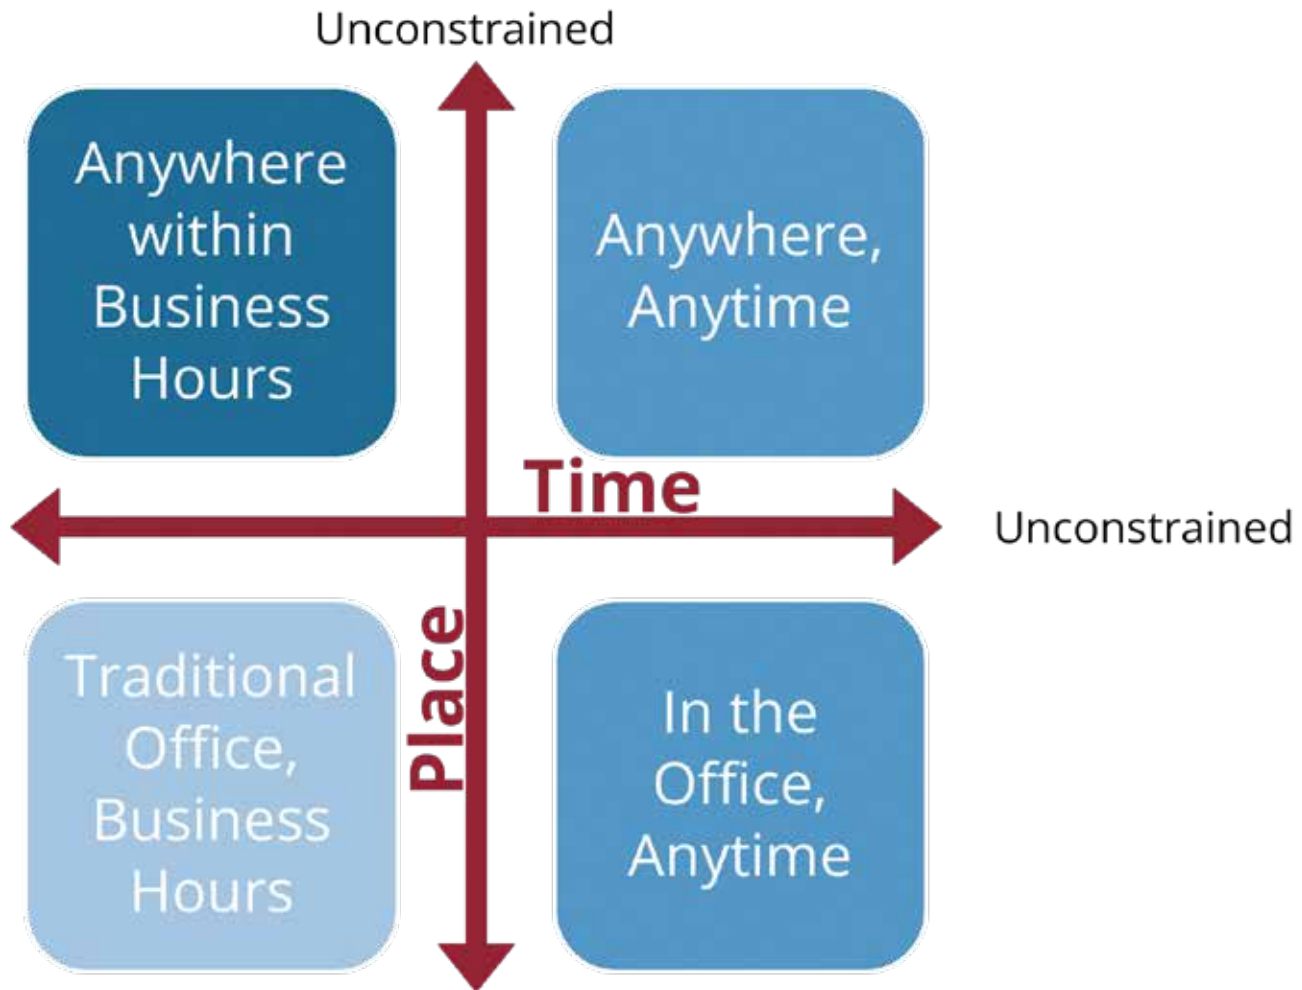 Unconstrained
Anywhere
within
Business
Hours
Anywhere,
Anytime
Time
Unconstrained
Place
Traditional
Office,
Business
Hours
In the
Office,
Anytime